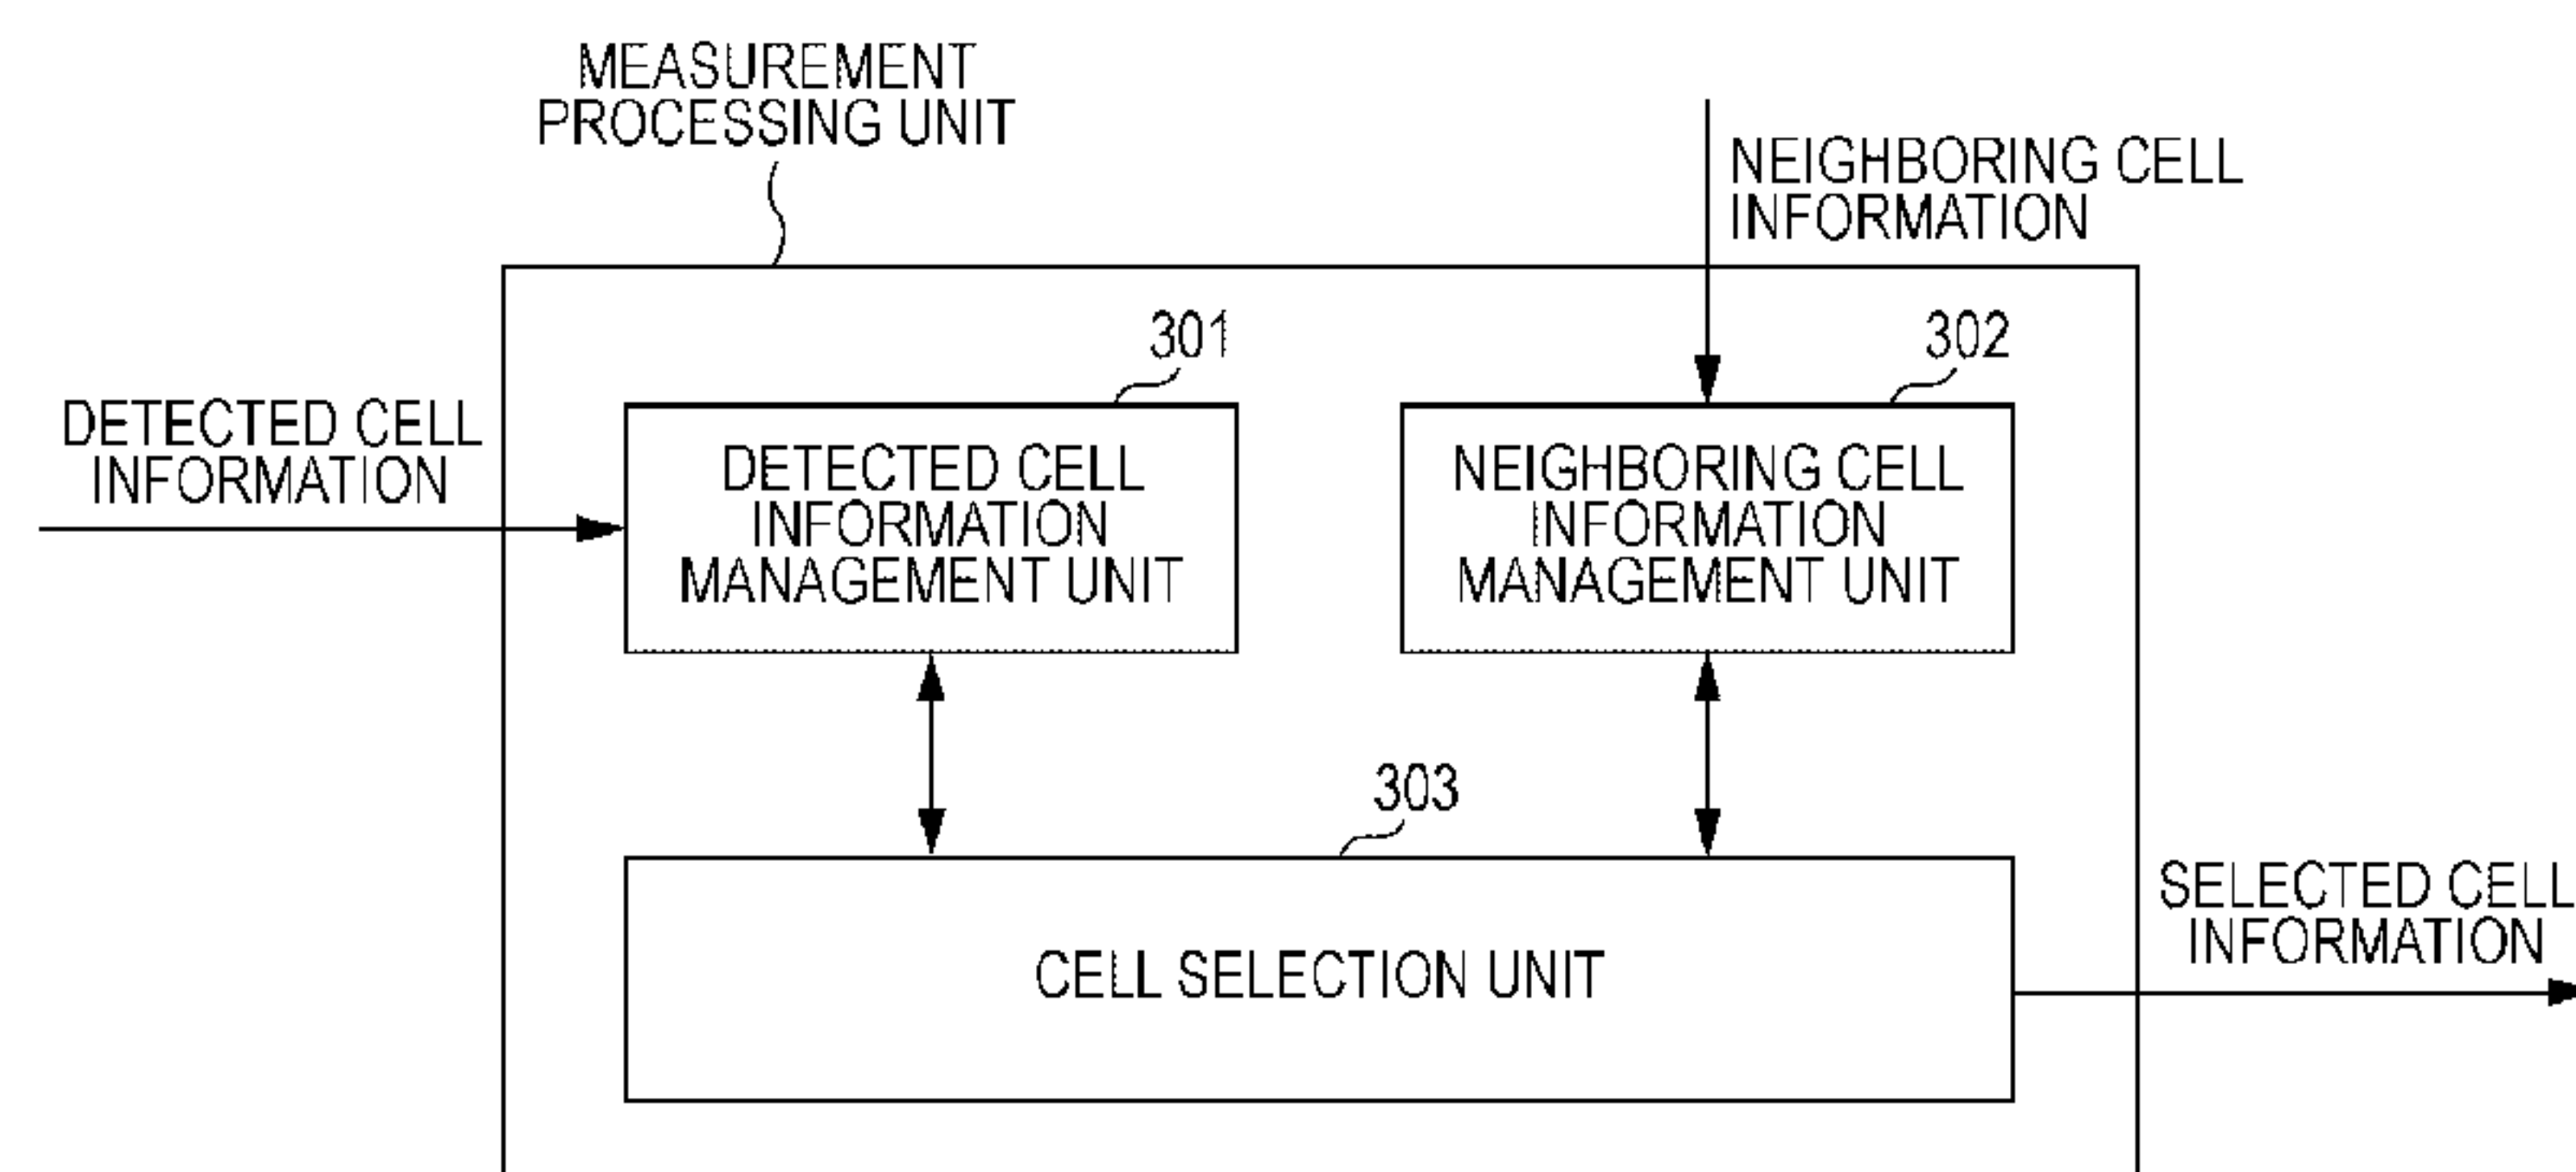 MEASUREMENT
PROCESSING UNIT
NEIGHBORING CELL
INFORMATION
301
302
DETECTED CELL
INFORMATION
DETECTED CELL
INFORMATION
MANAGEMENT UNIT
NEIGHBORING CELL
INFORMATION
MANAGEMENT UNIT
303
CELL SELECTION UNIT
SELECTED CELL
INFORMATION